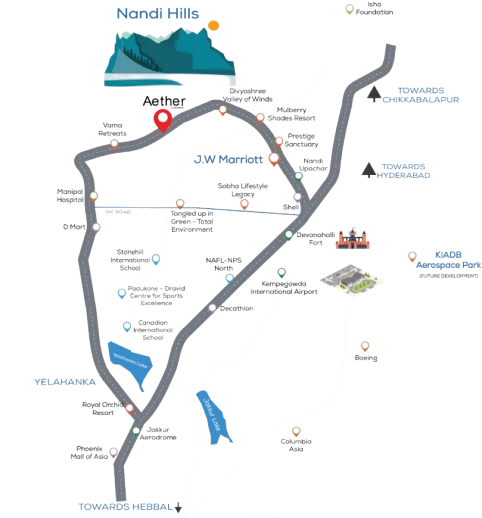 Nandi Hills
Isha
Foundation
TOWARDS
CHIKKABALAPUR
Divyashree
Valley of Winds
Aether
Mulberry
Shades Resort
Vama
Retreats
Prestige
Sanctuary
J.W Marriott
Nandi
Upachar
TOWARDS
HYDERABAD
Manipal
Hospital
Sobha Lifestyle
Legacy
Shell
NC ROAD
Tangled up in
Green - Total
Environment
D Mart
Devanahalli
Fort
Stonehill
International
School
NAFL-NPS
North
KIADB
Aerospace Park
(FUTURE DEVELOPMENT)
Kempegowda
International Airport
Padukone - Dravid
Centre for Sports
Excellence
Decathlon
Canadian
International
School
Yelahanka Lake
Boeing
YELAHANKA
Royal Orchid
Resort
Jakkur Lake
Jakkur
Aerodrome
Columbia
Asia
Phoenix
Mall of Asia
TOWARDS HEBBAL